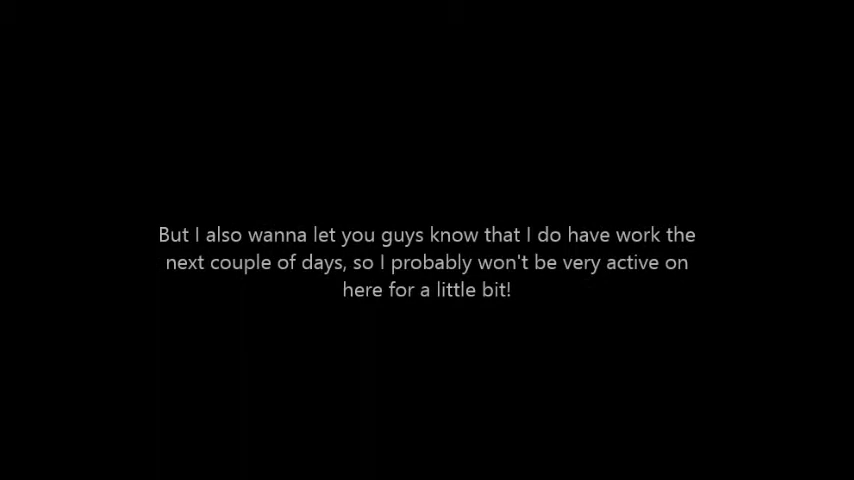 But I also wanna let you guys know that I do have work the
next couple of days, so I probably won't be very active on
here for a little bit!